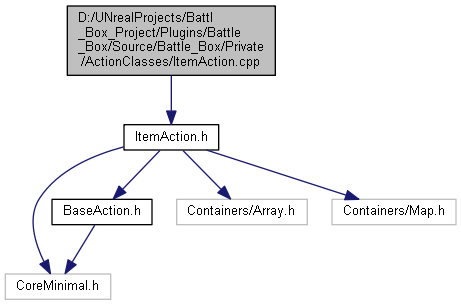 D:/UNrealProjects/Battl
_Box_Project/Plugins/Battle
_Box/Source/Battle_Box/Private
/ActionClasses/ItemAction.cpp
ItemAction.h
BaseAction.h
Containers/Array.h
Containers/Map.h
CoreMinimal.h